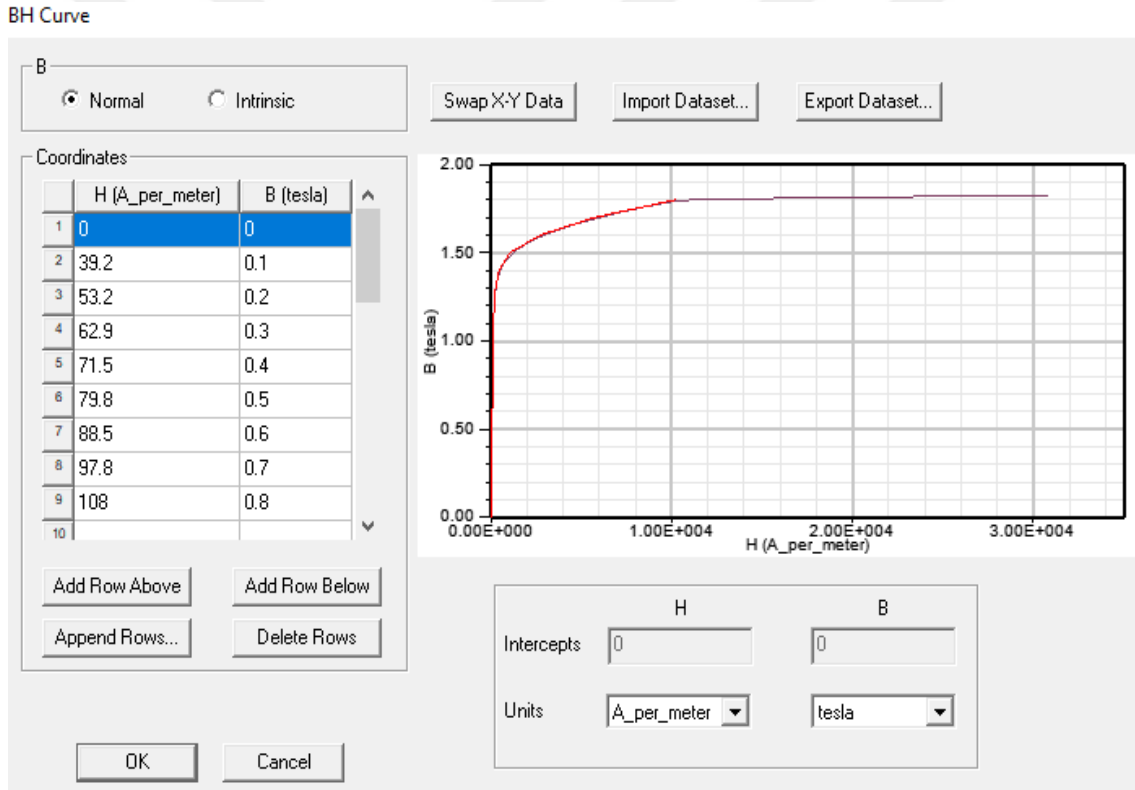 BH Curve
B
Normal Intrinsic
Swap X-Y Data Import Dataset... Export Dataset...
Coordinates
H (A_per_meter) B (tesla)
1 0 0
2 39.2 0.1
3 53.2 0.2
4 62.9 0.3
5 71.5 0.4
6 79.8 0.5
7 88.5 0.6
8 97.8 0.7
9 108 0.8
10
Add Row Above Add Row Below
Append Rows... Delete Rows
2.00
1.50
1.00
0.50
0.00
B (tesla)
0.00E+000 1.00E+004 2.00E+004 3.00E+004
H (A_per_meter)
H B
Intercepts 0 0
Units A_per_meter tesla
OK Cancel